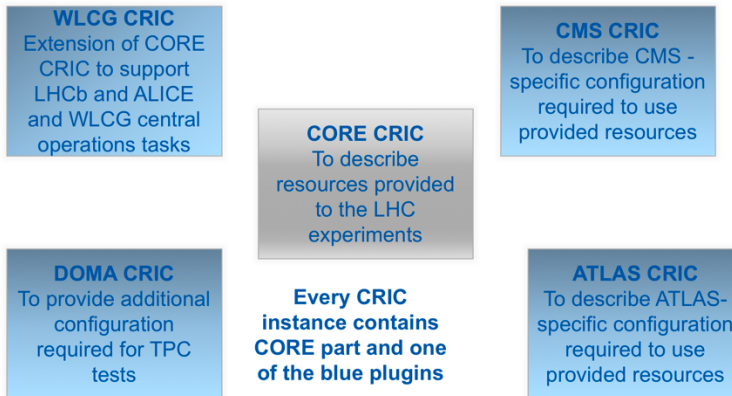 WLCG CRIC
Extension of CORE
CRIC to support
LHCb and ALICE
and WLCG central
operations tasks
CMS CRIC
To describe CMS -
specific configuration
required to use
provided resources
CORE CRIC
To describe
resources provided
to the LHC
experiments
DOMA CRIC
To provide additional
configuration
required for TPC
tests
Every CRIC
instance contains
CORE part and one
of the blue plugins
ATLAS CRIC
To describe ATLAS-
specific configuration
required to use
provided resources